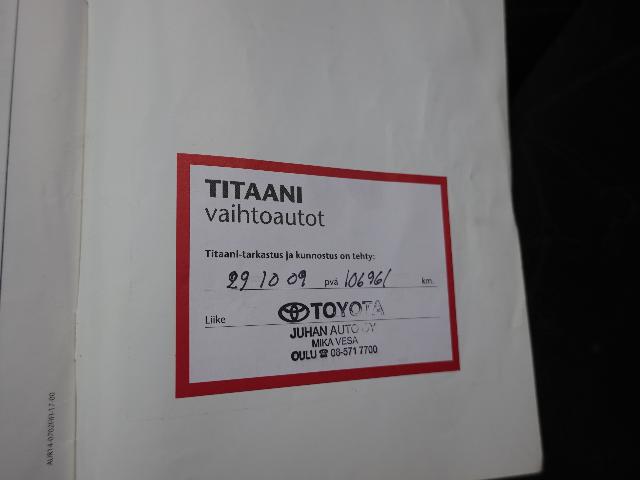 TITAANI
vaihtoautot
Titaani-tarkastus ja kunnostus on tehty:
29 10 09 pvä 106961 km.
Liike TOYOTA
JUHAN AUTO OY
MIKA VESA
OULU ☎ 08-571 7700